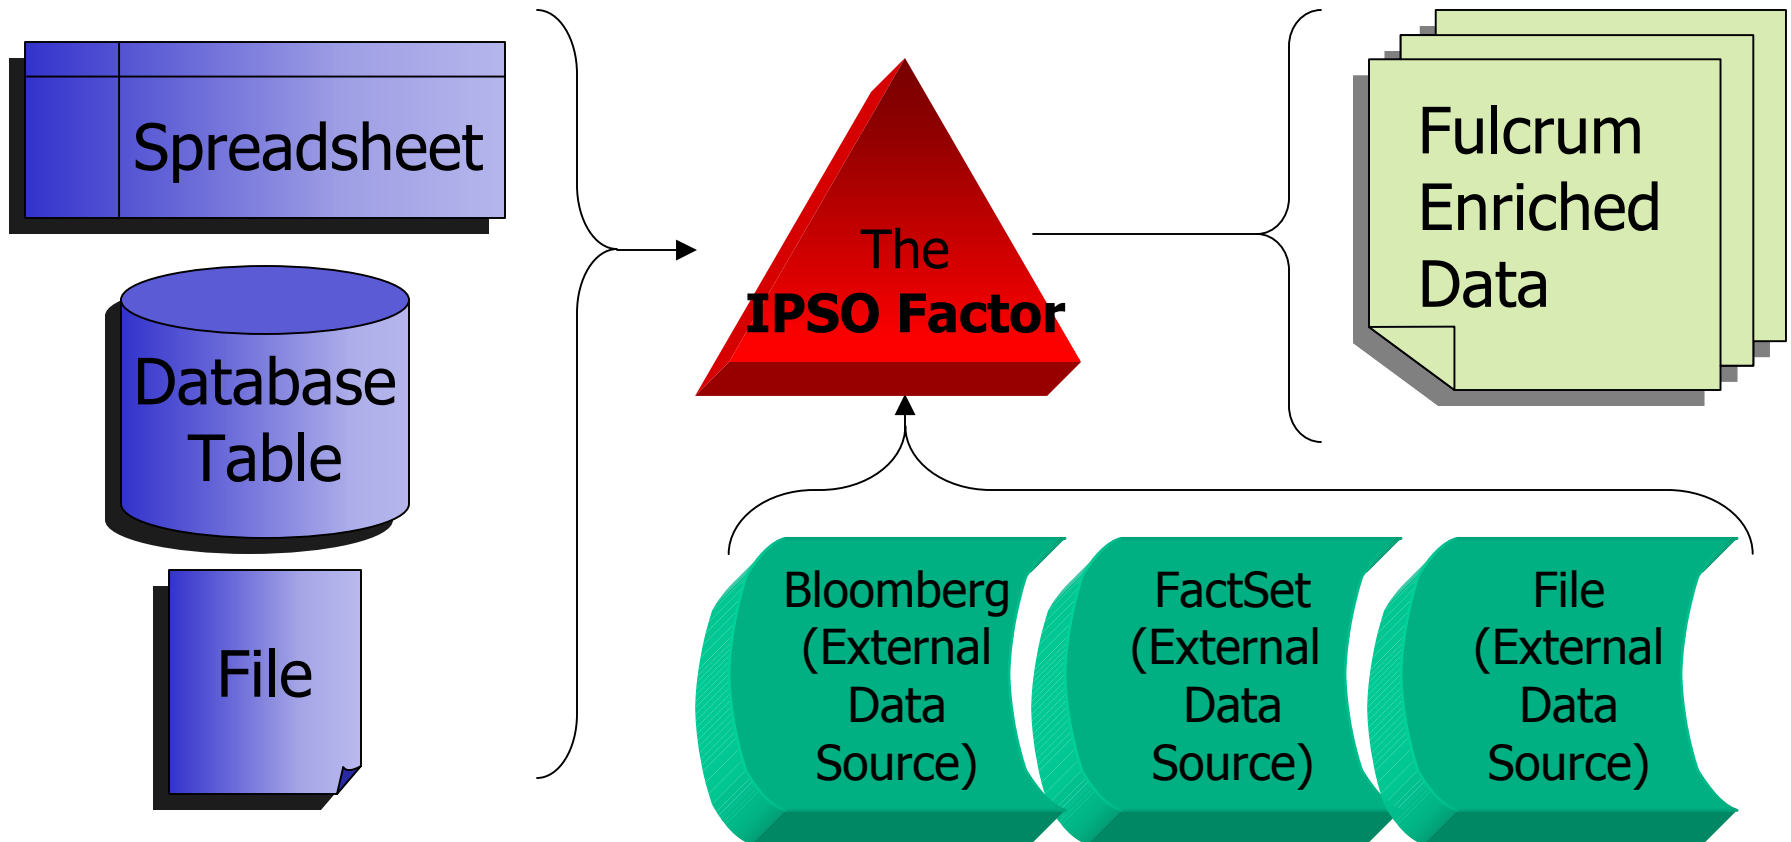 Spreadsheet
Database
Table
File
The
IPSO Factor
Fulcrum
Enriched
Data
Bloomberg
(External
Data
Source)
FactSet
(External
Data
Source)
File
(External
Data
Source)